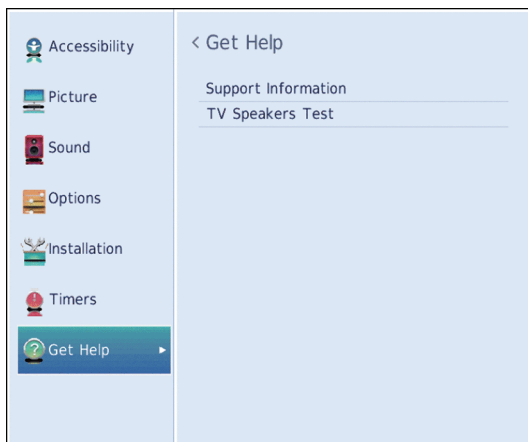 Accessibility
Picture
Sound
Options
Installation
Timers
Get Help
< Get Help
Support Information
TV Speakers Test